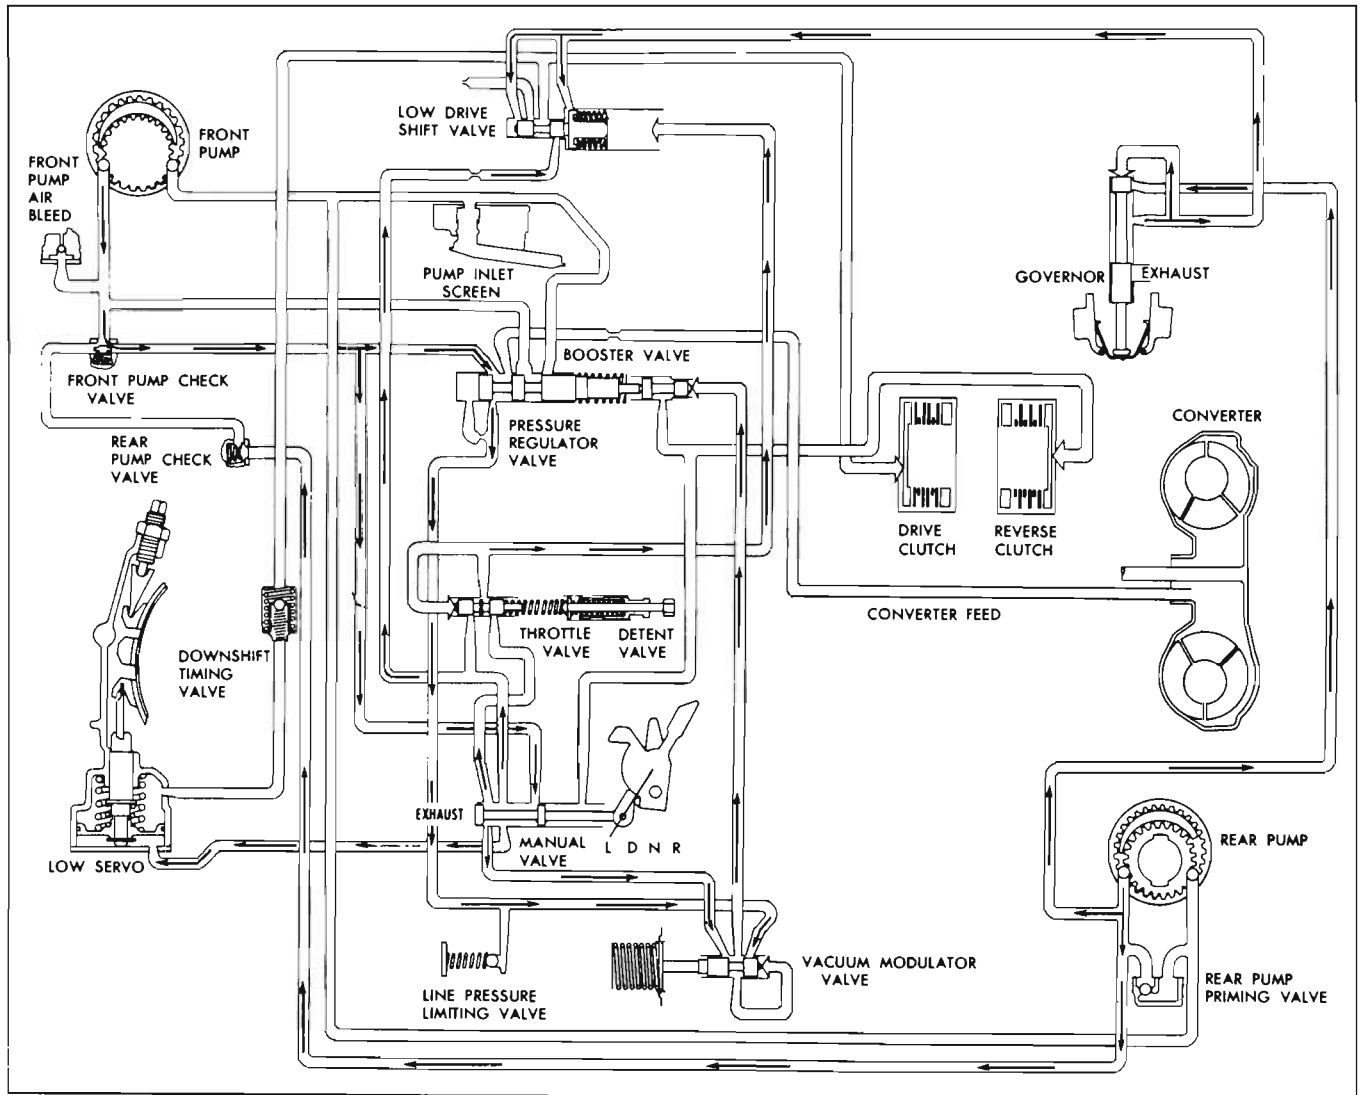 LOW DRIVE
SHIFT VALVE
FRONT
PUMP
FRONT
PUMP
AIR
BLEED
PUMP INLET
SCREEN
GOVERNOR
EXHAUST
BOOSTER VALVE
FRONT PUMP CHECK
VALVE
REAR
PUMP CHECK
VALVE
PRESSURE
REGULATOR
VALVE
CONVERTER
DRIVE
CLUTCH
REVERSE
CLUTCH
CONVERTER FEED
THROTTLE
VALVE
DETENT
VALVE
DOWNSHIFT
TIMING
VALVE
EXHAUST
MANUAL
VALVE
L D N R
LOW SERVO
REAR PUMP
LINE PRESSURE
LIMITING VALVE
VACUUM MODULATOR
VALVE
REAR PUMP
PRIMING VALVE